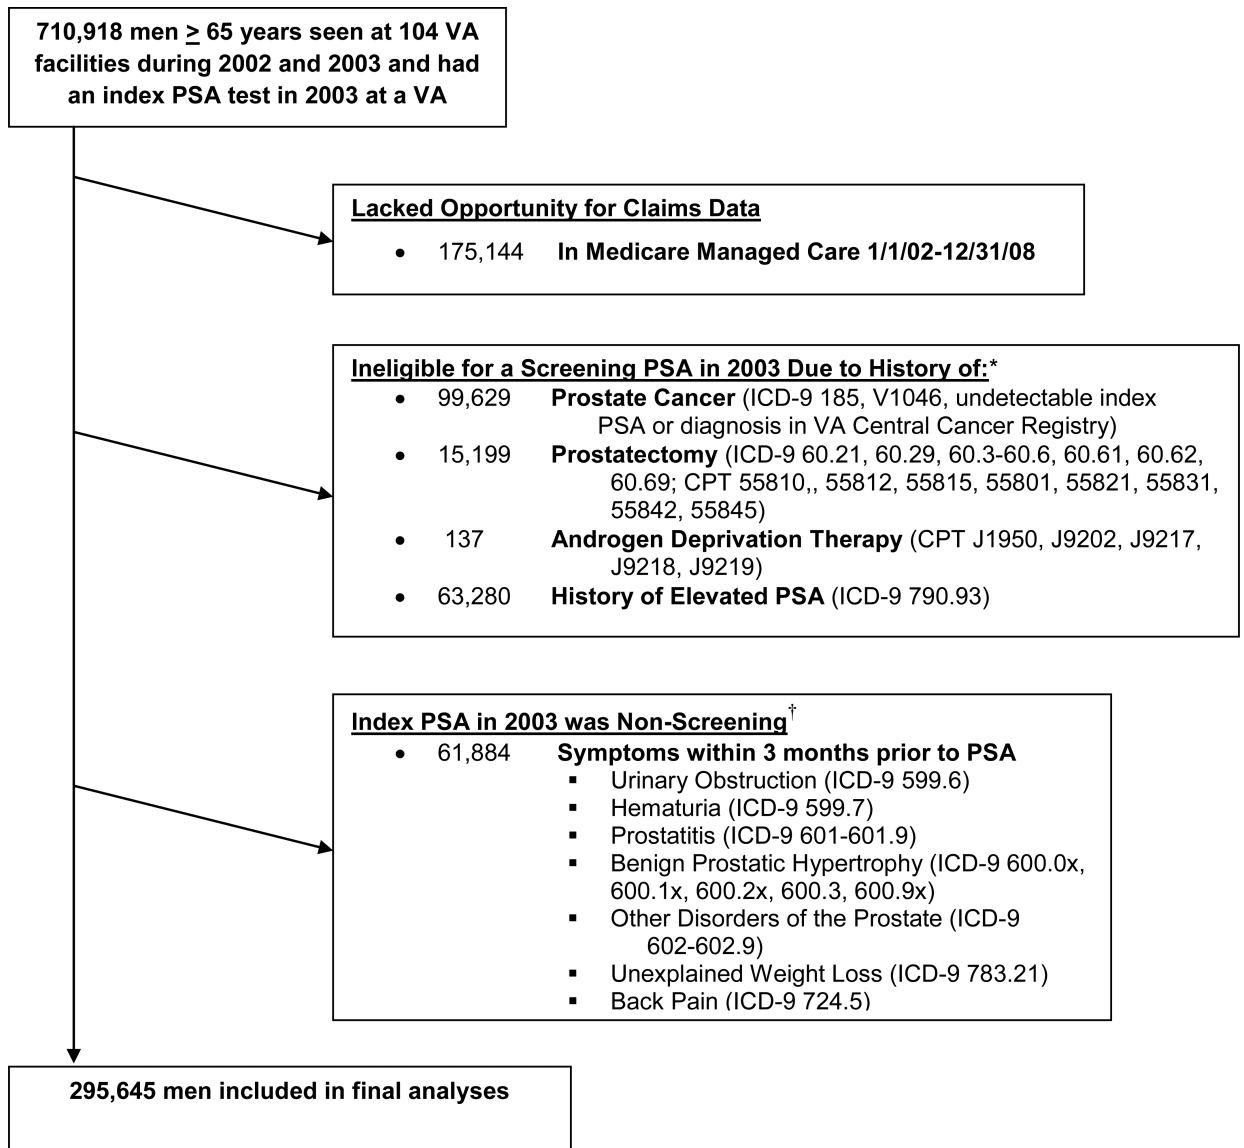 710,918 men ≥ 65 years seen at 104 VA
facilities during 2002 and 2003 and had
an index PSA test in 2003 at a VA
Lacked Opportunity for Claims Data
• 175,144 In Medicare Managed Care 1/1/02-12/31/08
Ineligible for a Screening PSA in 2003 Due to History of:*
• 99,629 Prostate Cancer (ICD-9 185, V1046, undetectable index
PSA or diagnosis in VA Central Cancer Registry)
• 15,199 Prostatectomy (ICD-9 60.21, 60.29, 60.3-60.6, 60.61, 60.62,
60.69; CPT 55810,, 55812, 55815, 55801, 55821, 55831,
55842, 55845)
• 137 Androgen Deprivation Therapy (CPT J1950, J9202, J9217,
J9218, J9219)
• 63,280 History of Elevated PSA (ICD-9 790.93)
Index PSA in 2003 was Non-Screening†
• 61,884 Symptoms within 3 months prior to PSA
▪ Urinary Obstruction (ICD-9 599.6)
▪ Hematuria (ICD-9 599.7)
▪ Prostatitis (ICD-9 601-601.9)
▪ Benign Prostatic Hypertrophy (ICD-9 600.0x,
600.1x, 600.2x, 600.3, 600.9x)
▪ Other Disorders of the Prostate (ICD-9
602-602.9)
▪ Unexplained Weight Loss (ICD-9 783.21)
▪ Back Pain (ICD-9 724.5)
295,645 men included in final analyses